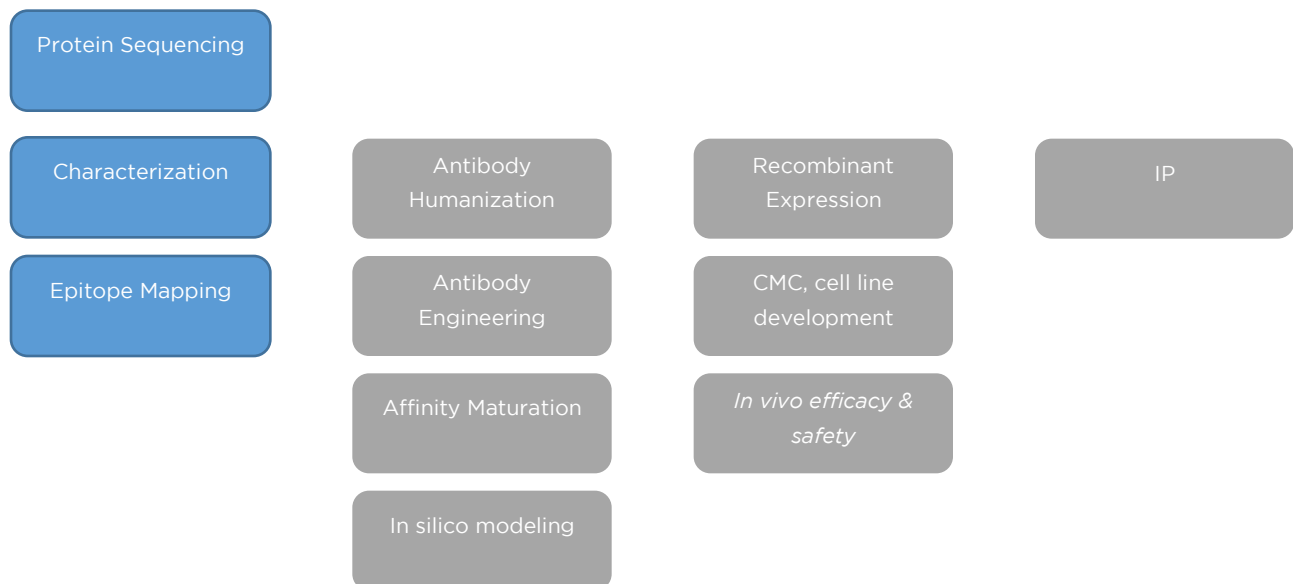 Protein Sequencing
Characterization
Epitope Mapping
Antibody
Humanization
Antibody
Engineering
Affinity Maturation
In silico modeling
Recombinant
Expression
CMC, cell line
development
In vivo efficacy &
safety
IP